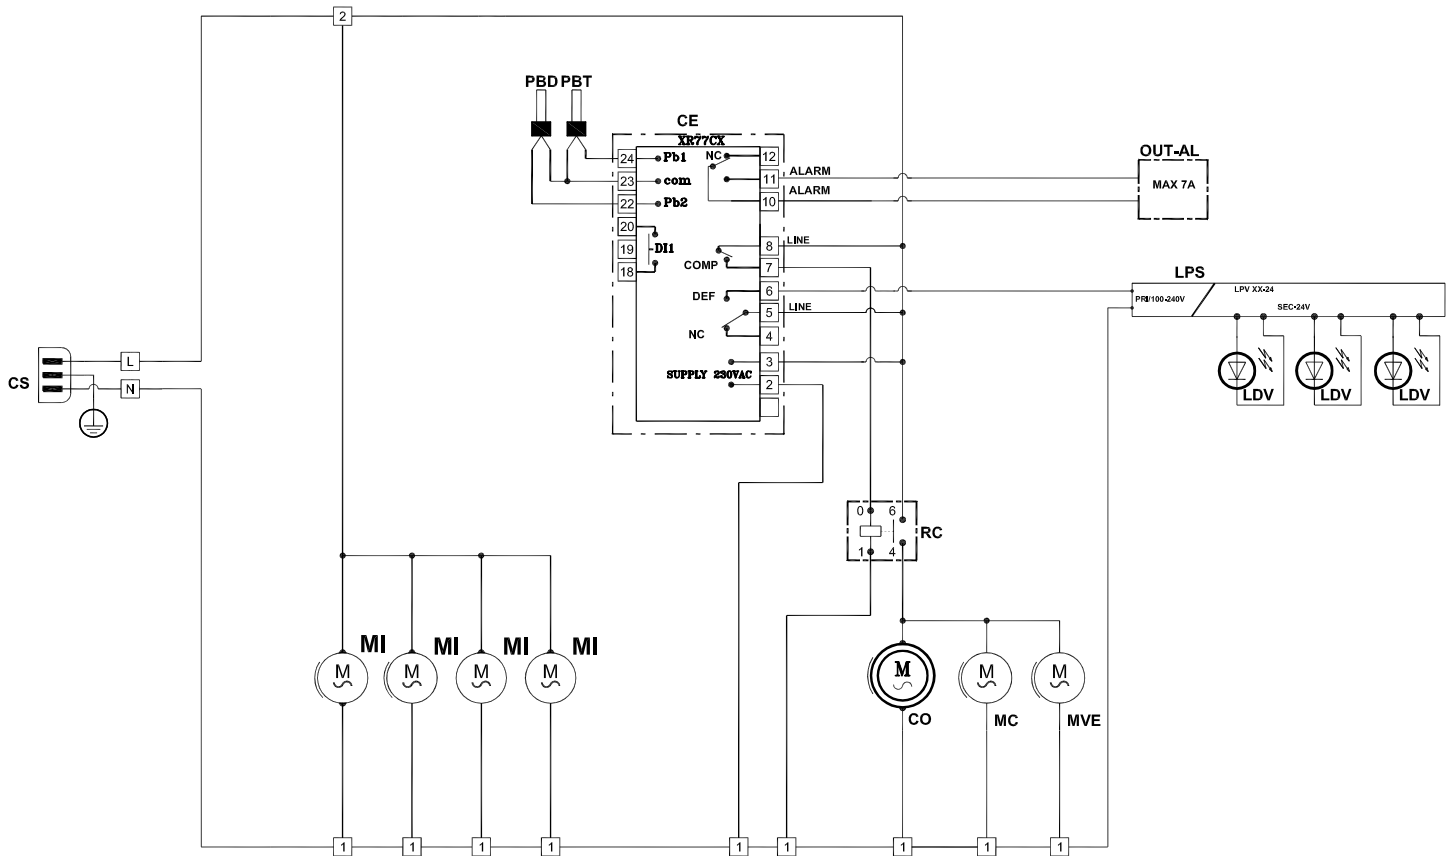 2
PBD PBT
CE
XR77CX
24 Pb1 NC 12
23 com 11 ALARM
22 Pb2 10 ALARM
OUT-AL
MAX 7A
20
19 DI1
18
8 LINE
COMP 7
DEF 6
5 LINE
NC 4
3
SUPPLY 230VAC
2
LPS
PRI/100-240V
LPV XX-24
SEC-24V
LDV LDV LDV
CS
L
N
0 6
RC
1 4
MI MI MI MI
M M M M
M M M
CO MC MVE
1 1 1 1 1 1 1 1 1